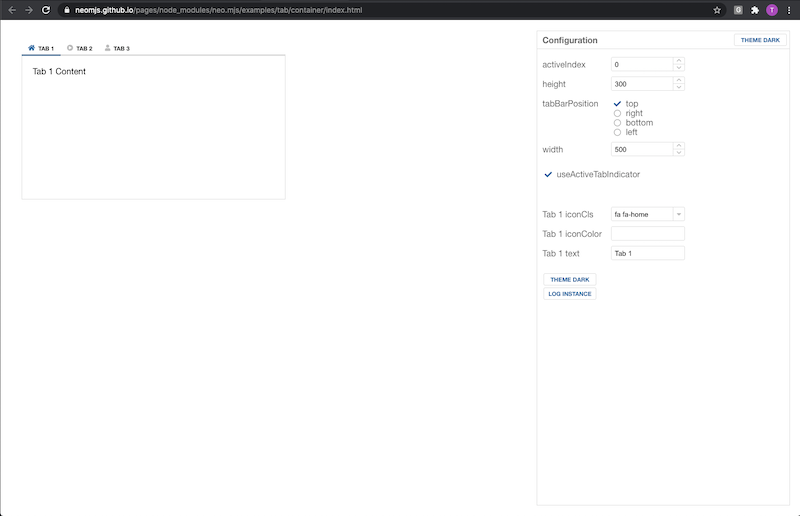 neomjs.github.io/pages/node_modules/neo.mjs/examples/tab/container/index.html
G
T
TAB 1 TAB 2 TAB 3
Tab 1 Content
Configuration THEME DARK
activeIndex 0
height 300
tabBarPosition top
right
bottom
left
width 500
useActiveTabIndicator
Tab 1 iconCls fa fa-home
Tab 1 iconColor
Tab 1 text Tab 1
THEME DARK
LOG INSTANCE